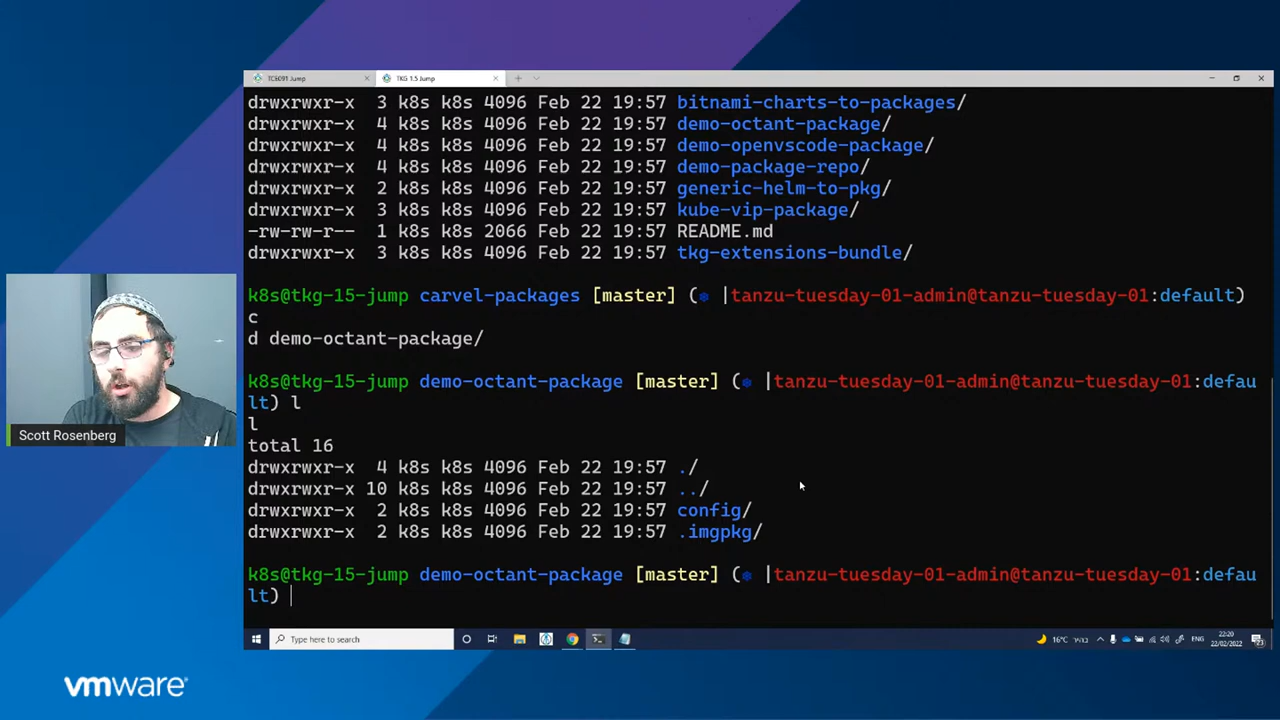 TCE091 Jump
TKG 1.5 Jump
drwxrwxr-x 3 k8s k8s 4096 Feb 22 19:57 bitnami-charts-to-packages/
drwxrwxr-x 4 k8s k8s 4096 Feb 22 19:57 demo-octant-package/
drwxrwxr-x 4 k8s k8s 4096 Feb 22 19:57 demo-openvscode-package/
drwxrwxr-x 4 k8s k8s 4096 Feb 22 19:57 demo-package-repo/
drwxrwxr-x 2 k8s k8s 4096 Feb 22 19:57 generic-helm-to-pkg/
drwxrwxr-x 3 k8s k8s 4096 Feb 22 19:57 kube-vip-package/
-rw-rw-r-- 1 k8s k8s 2066 Feb 22 19:57 README.md
drwxrwxr-x 3 k8s k8s 4096 Feb 22 19:57 tkg-extensions-bundle/
k8s@tkg-15-jump carvel-packages [master] (⎈ |tanzu-tuesday-01-admin@tanzu-tuesday-01:default)
c
d demo-octant-package/
k8s@tkg-15-jump demo-octant-package [master] (⎈ |tanzu-tuesday-01-admin@tanzu-tuesday-01:defau
lt) l
l
total 16
drwxrwxr-x 4 k8s k8s 4096 Feb 22 19:57 ./
drwxrwxr-x 10 k8s k8s 4096 Feb 22 19:57 ../
drwxrwxr-x 2 k8s k8s 4096 Feb 22 19:57 config/
drwxrwxr-x 2 k8s k8s 4096 Feb 22 19:57 .imgpkg/
k8s@tkg-15-jump demo-octant-package [master] (⎈ |tanzu-tuesday-01-admin@tanzu-tuesday-01:defau
lt)
Scott Rosenberg
Type here to search
16°C בהיר
ENG
22:20
22/02/2022
vmware®